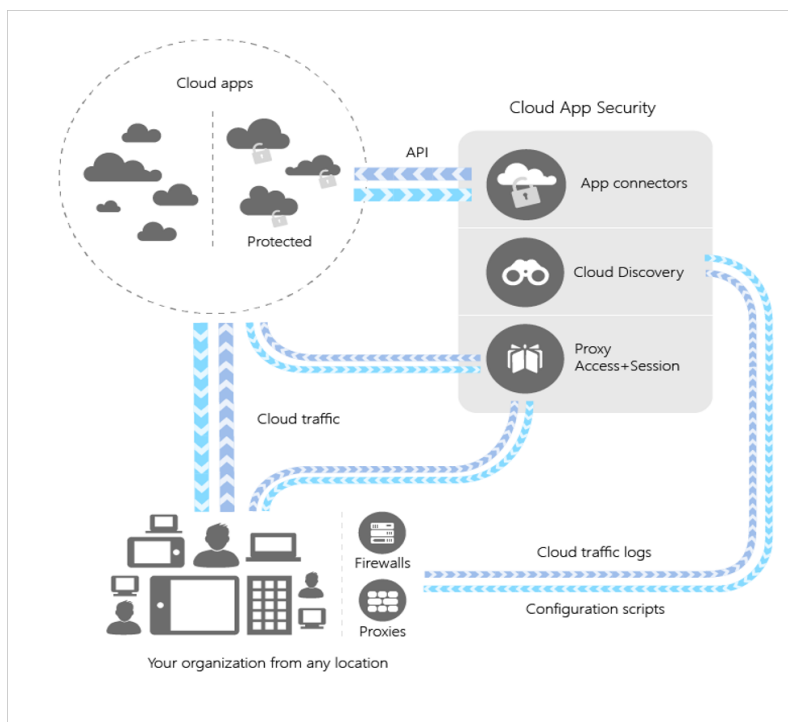 Cloud apps
Protected
API
Cloud App Security
App connectors
Cloud Discovery
Proxy
Access+Session
Cloud traffic
Firewalls
Proxies
Cloud traffic logs
Configuration scripts
Your organization from any location